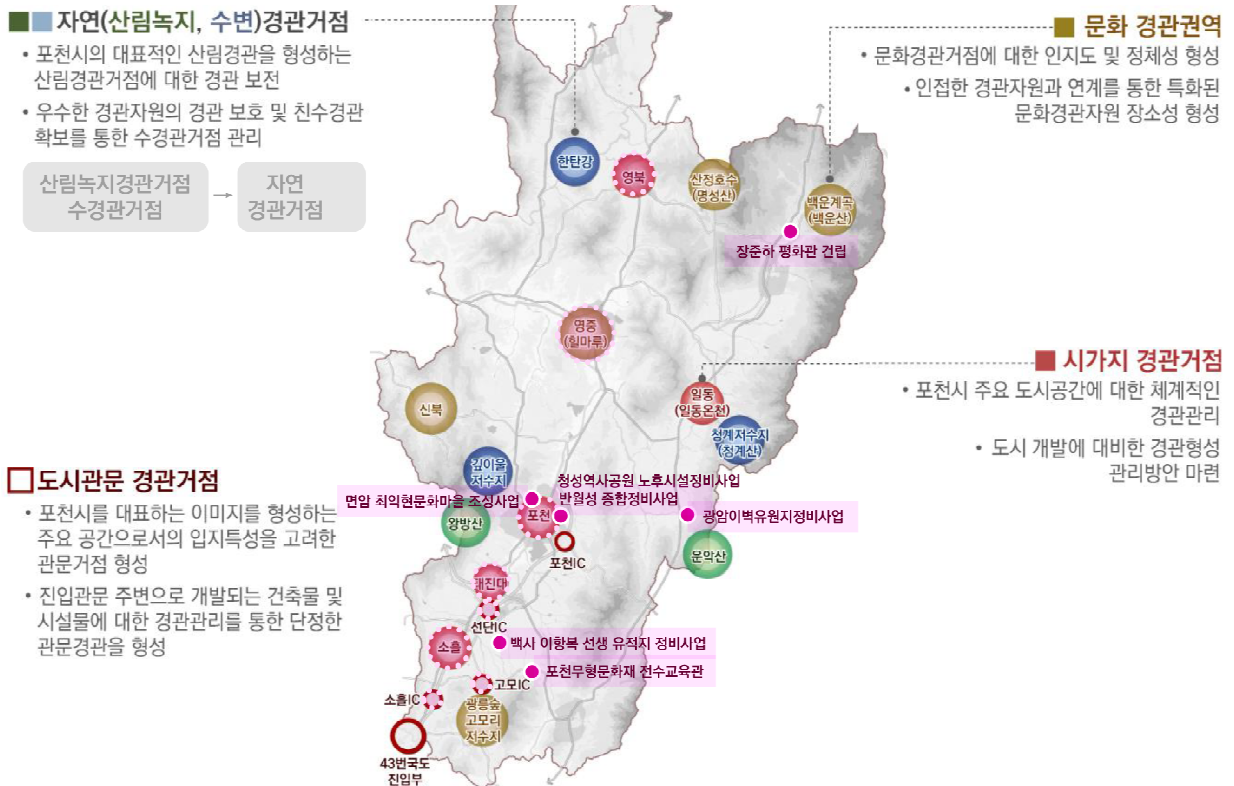 자연(산림녹지, 수변)경관거점
• 포천시의 대표적인 산림경관을 형성하는
산림경관거점에 대한 경관 보전
• 우수한 경관자원의 경관 보호 및 친수경관
확보를 통한 수경관거점 관리
산림녹지경관거점
수경관거점
→
자연
경관거점
문화 경관권역
• 문화경관거점에 대한 인지도 및 정체성 형성
• 인접한 경관자원과 연계를 통한 특화된
문화경관자원 장소성 형성
한탄강
영북
산정호수
(명성산)
백운계곡
(백운산)
장준하 평화관 건립
영중
(힐마루)
시가지 경관거점
• 포천시 주요 도시공간에 대한 체계적인
경관관리
• 도시 개발에 대비한 경관형성
관리방안 마련
신북
일동
(일동온천)
청계저수지
(청계산)
도시관문 경관거점
• 포천시를 대표하는 이미지를 형성하는
주요 공간으로서의 입지특성을 고려한
관문거점 형성
• 진입관문 주변으로 개발되는 건축물 및
시설물에 대한 경관관리를 통한 단정한
관문경관을 형성
깊이울
저수지
청성역사공원 노후시설정비사업
면암 최익현문화마을 조성사업
반월성 종합정비사업
왕방산
포천
광암이벽유원지정비사업
포천IC
운악산
대진대
선단IC
소흘
백사 이항복 선생 유적지 정비사업
포천무형문화재 전수교육관
고모IC
소흘IC
광릉숲
고모리
저수지
43번국도
진입부